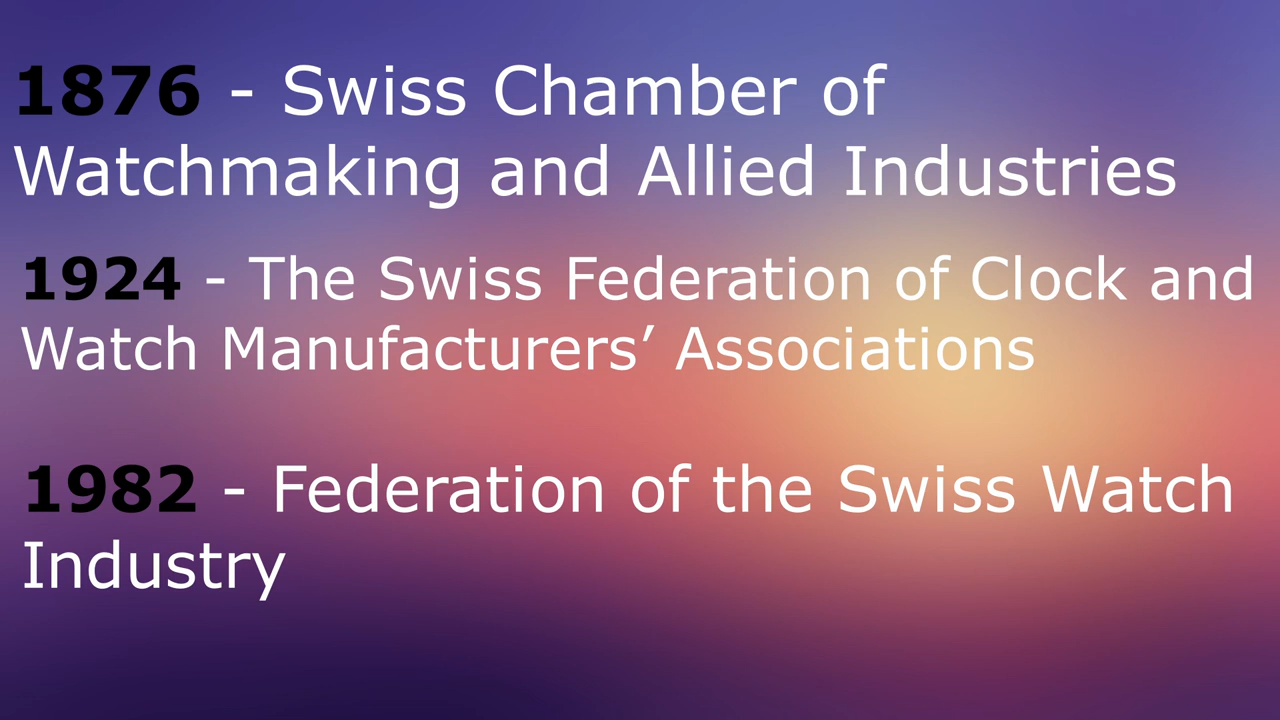 1876 - Swiss Chamber of
Watchmaking and Allied Industries
1924 - The Swiss Federation of Clock and
Watch Manufacturers’ Associations
1982 - Federation of the Swiss Watch
Industry